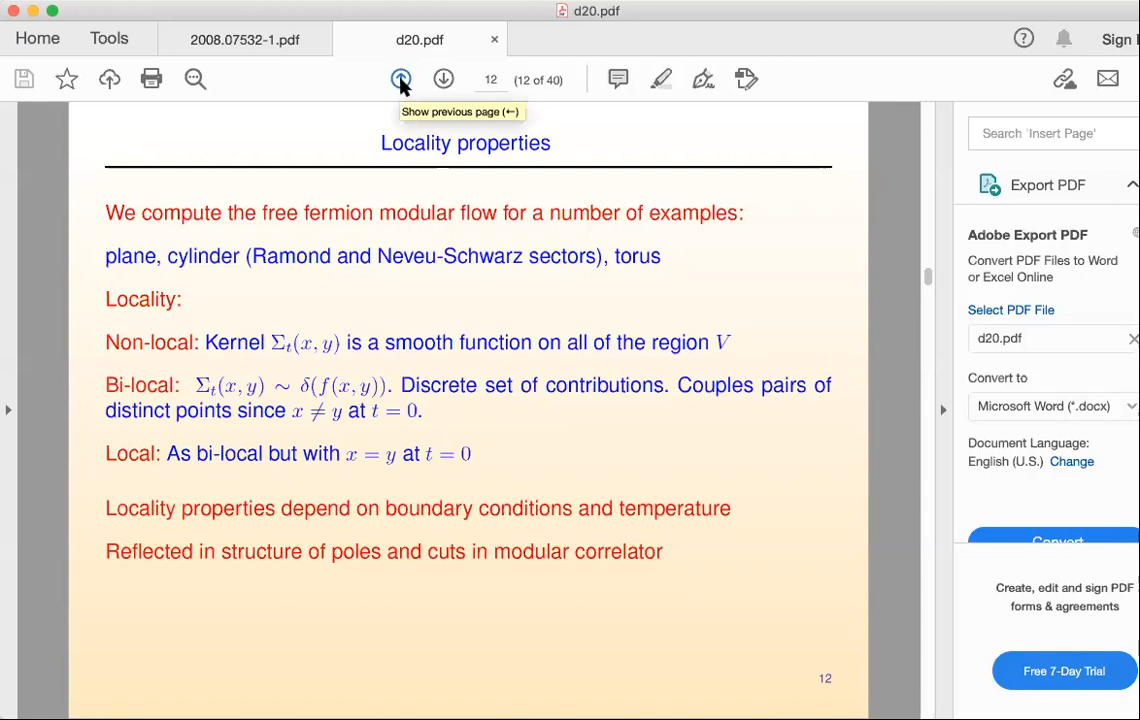 d20.pdf
Home Tools 2008.07532-1.pdf d20.pdf × ? Sign
12 (12 of 40)
Show previous page (←)
Locality properties
We compute the free fermion modular flow for a number of examples:
plane, cylinder (Ramond and Neveu-Schwarz sectors), torus
Locality:
Non-local: Kernel Σ_t(x, y) is a smooth function on all of the region V
Bi-local: Σ_t(x, y) ∼ δ(f(x, y)). Discrete set of contributions. Couples pairs of
distinct points since x ≠ y at t = 0.
Local: As bi-local but with x = y at t = 0
Locality properties depend on boundary conditions and temperature
Reflected in structure of poles and cuts in modular correlator
12
Search 'Insert Page'
Export PDF
Adobe Export PDF
Convert PDF Files to Word
or Excel Online
Select PDF File
d20.pdf ×
Convert to
Microsoft Word (*.docx)
Document Language:
English (U.S.) Change
Convert
Create, edit and sign PDF
forms & agreements
Free 7-Day Trial